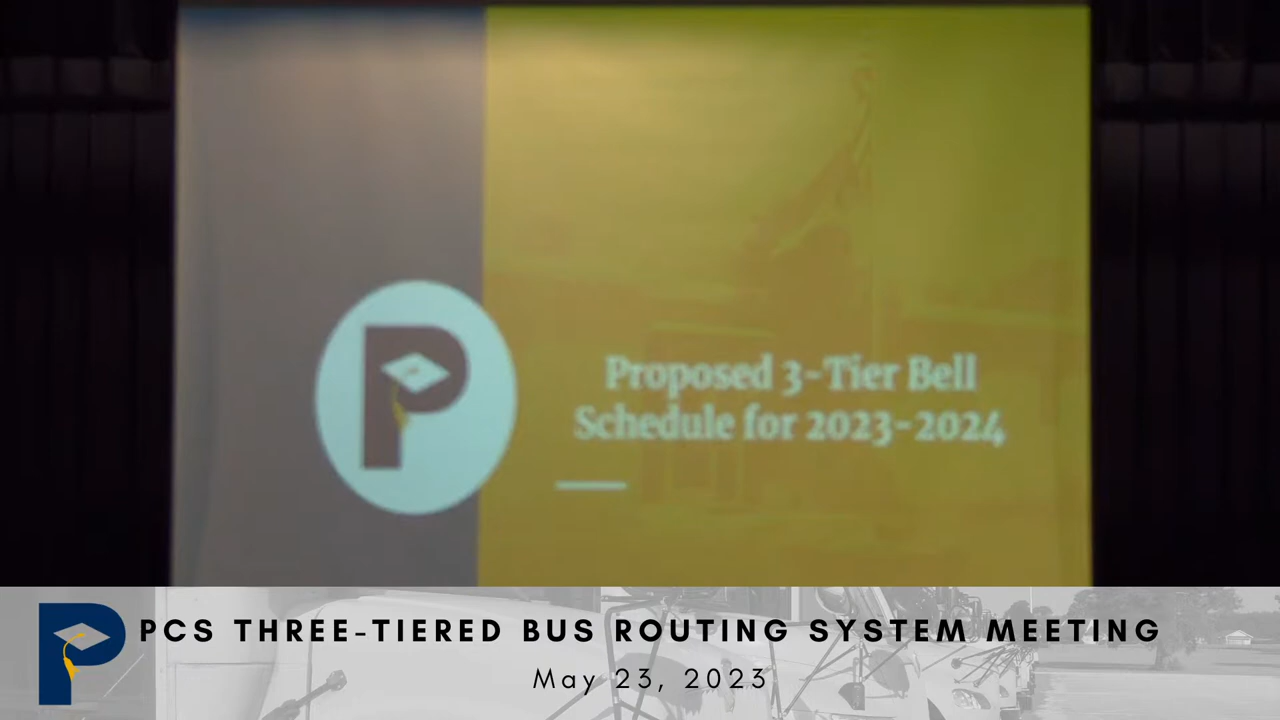 P
Proposed 3-Tier Bell
Schedule for 2023-2024
P
PCS THREE-TIERED BUS ROUTING SYSTEM MEETING
May 23, 2023